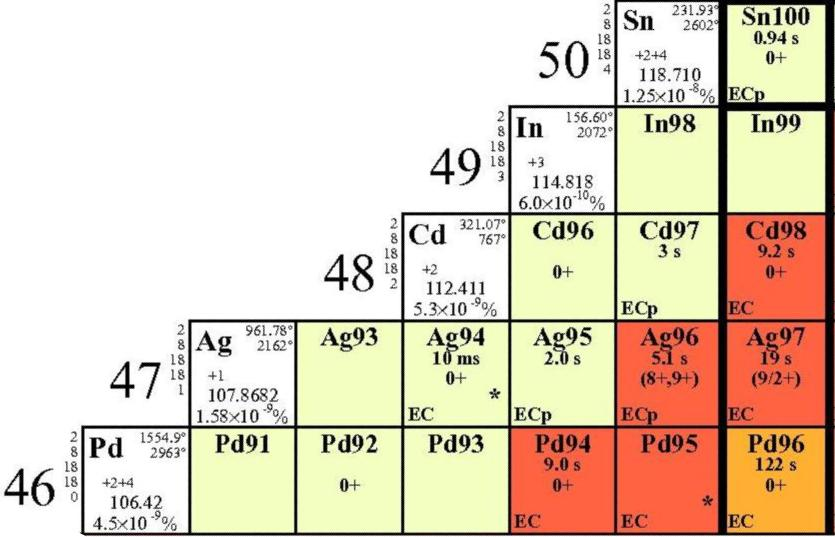 50
2
8
18
18
4
Sn 231.93°
2602°
+2+4
118.710
1.25×10⁻⁸%
Sn100
0.94 s
0+
ECp
49
2
8
18
18
3
In 156.60°
2072°
+3
114.818
6.0×10⁻¹⁰%
In98
In99
48
2
8
18
18
2
Cd 321.07°
767°
+2
112.411
5.3×10⁻⁹%
Cd96
0+
Cd97
3 s
ECp
Cd98
9.2 s
0+
EC
47
2
8
18
18
1
Ag 961.78°
2162°
+1
107.8682
1.58×10⁻⁹%
Ag93
Ag94
10 ms
0+
*
EC
Ag95
2.0 s
ECp
Ag96
5.1 s
(8+,9+)
ECp
Ag97
19 s
(9/2+)
EC
46
2
8
18
18
0
Pd 1554.9°
2963°
+2+4
106.42
4.5×10⁻⁹%
Pd91
Pd92
0+
Pd93
Pd94
9.0 s
0+
EC
Pd95
*
EC
Pd96
122 s
0+
EC